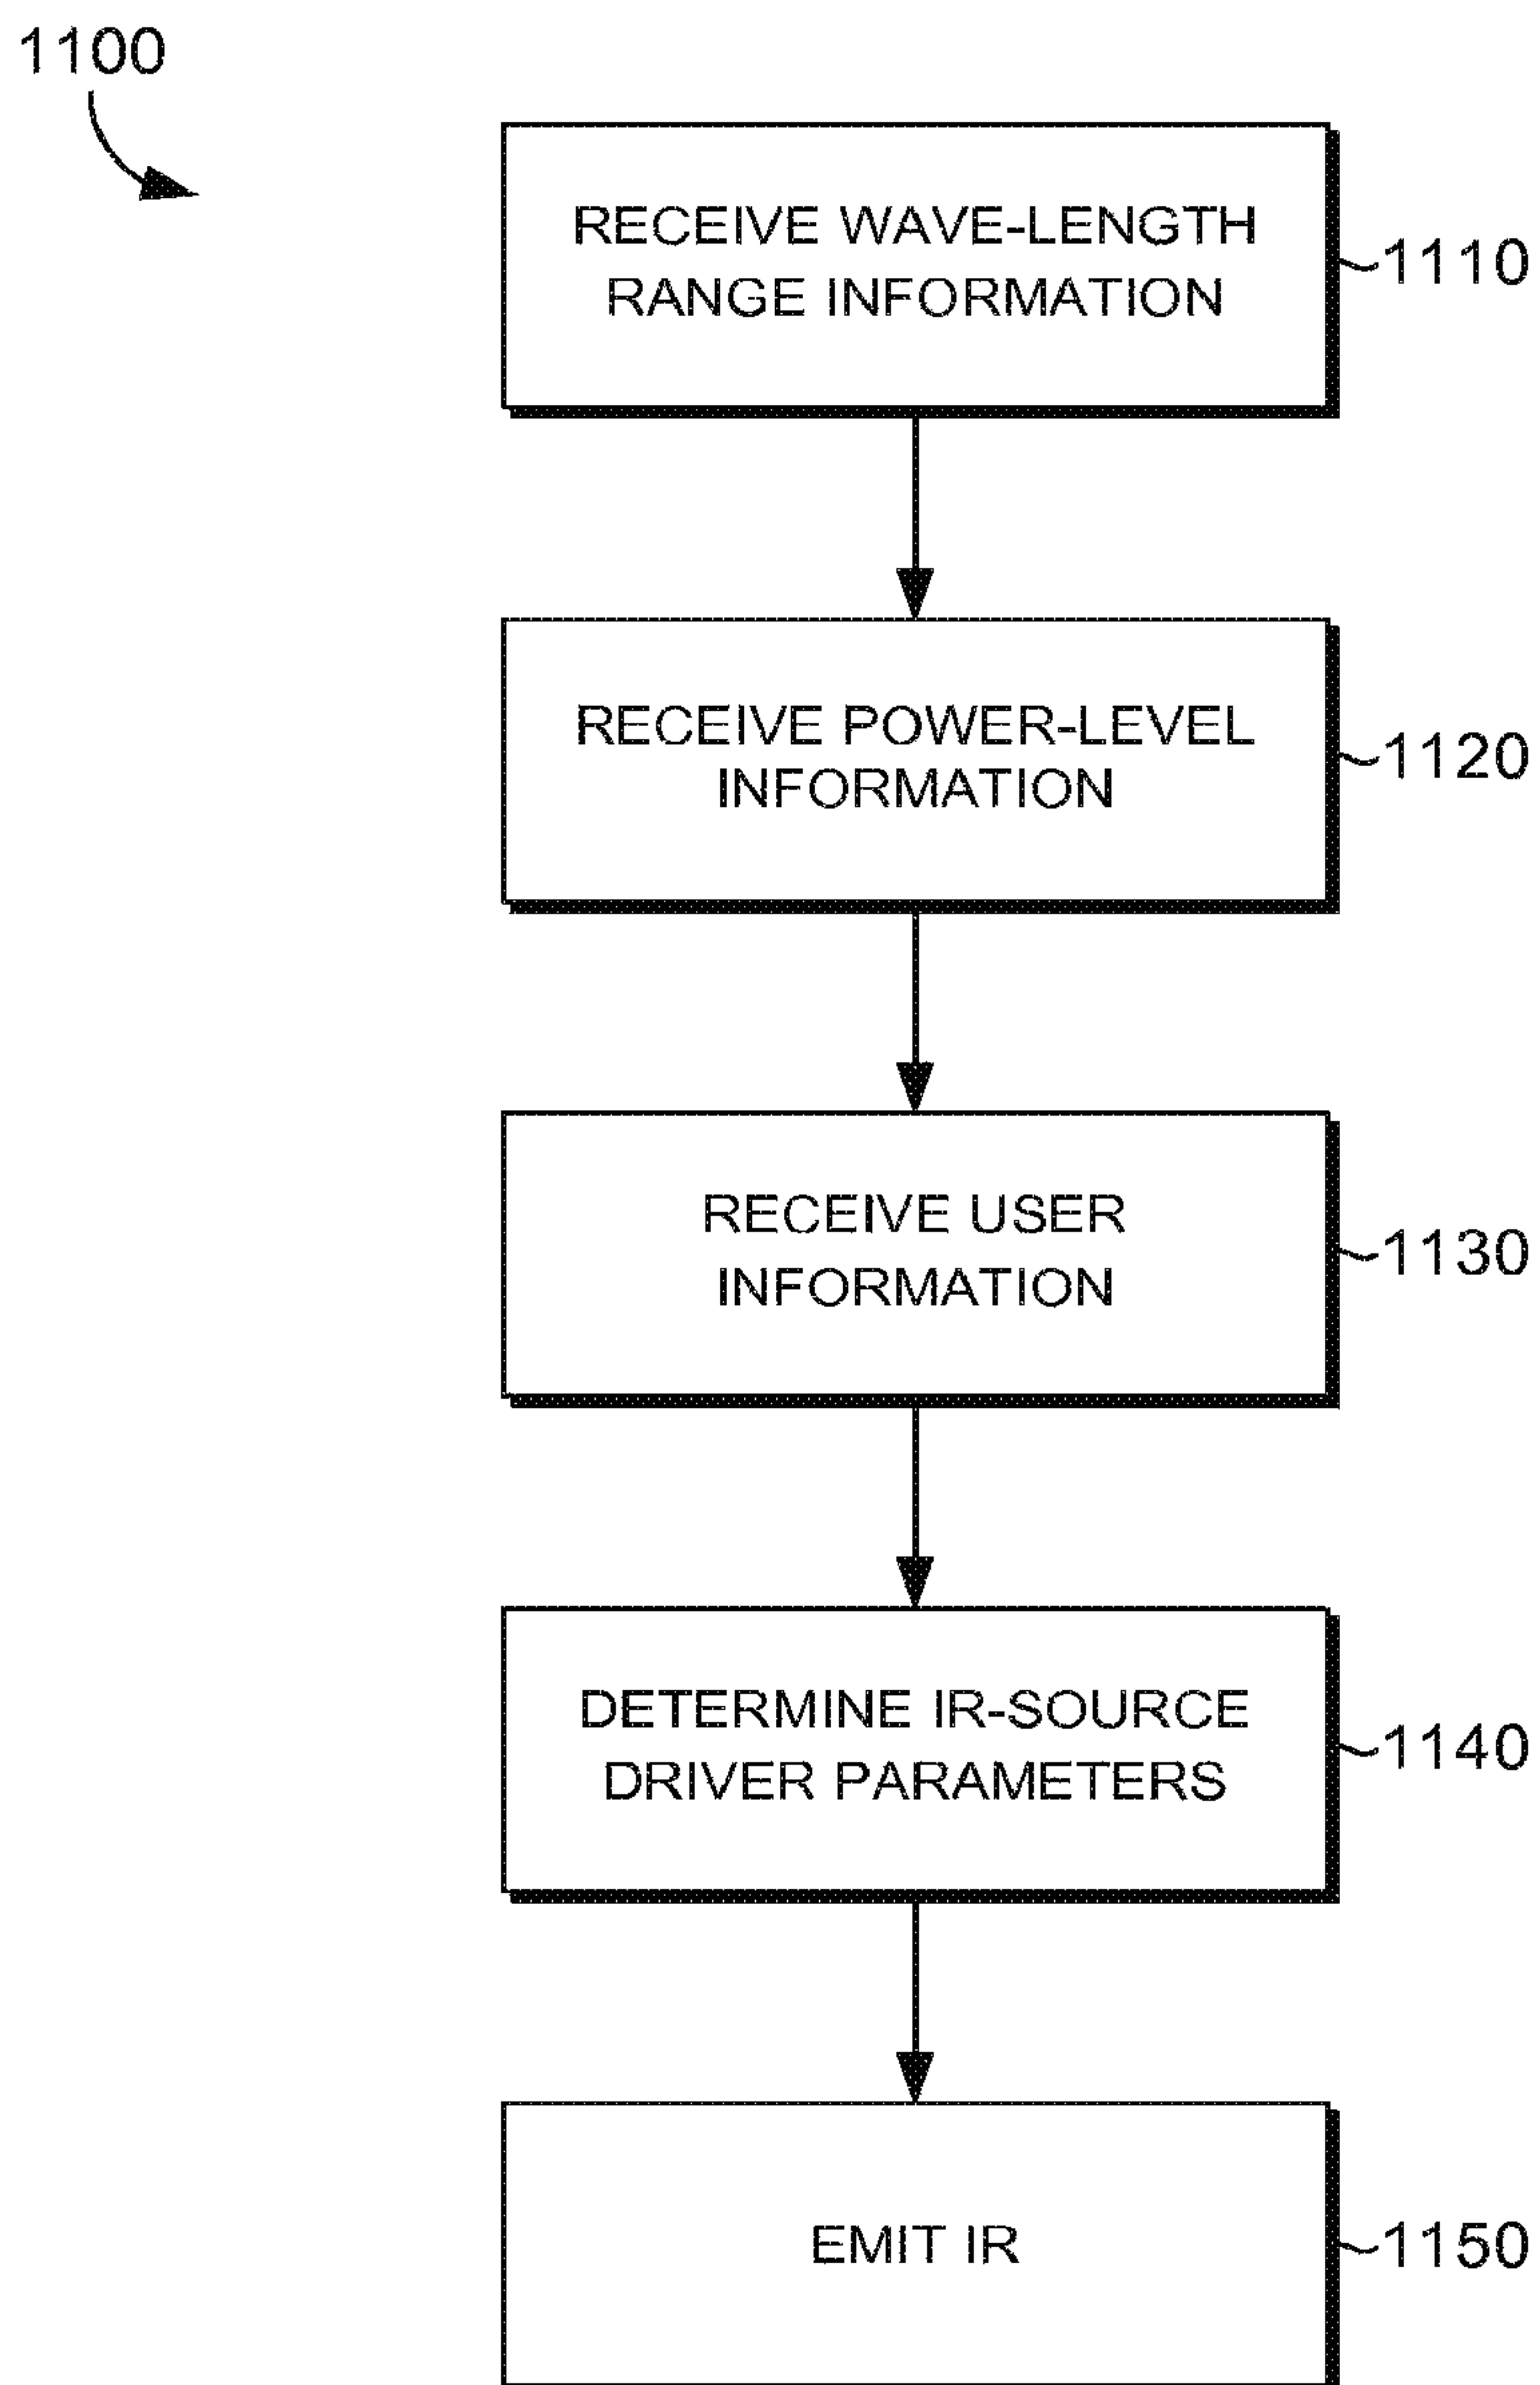 1100
RECEIVE WAVE-LENGTH
RANGE INFORMATION
1110
RECEIVE POWER-LEVEL
INFORMATION
1120
RECEIVE USER
INFORMATION
1130
DETERMINE IR-SOURCE
DRIVER PARAMETERS
1140
EMIT IR
1150